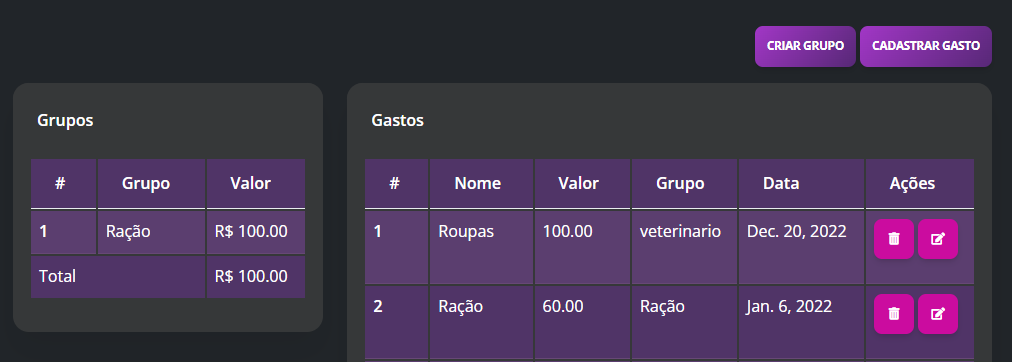 CRIAR GRUPO CADASTRAR GASTO
Grupos
# Grupo Valor
1 Ração R$ 100.00
Total R$ 100.00
Gastos
# Nome Valor Grupo Data Ações
1 Roupas 100.00 veterinario Dec. 20, 2022
2 Ração 60.00 Ração Jan. 6, 2022